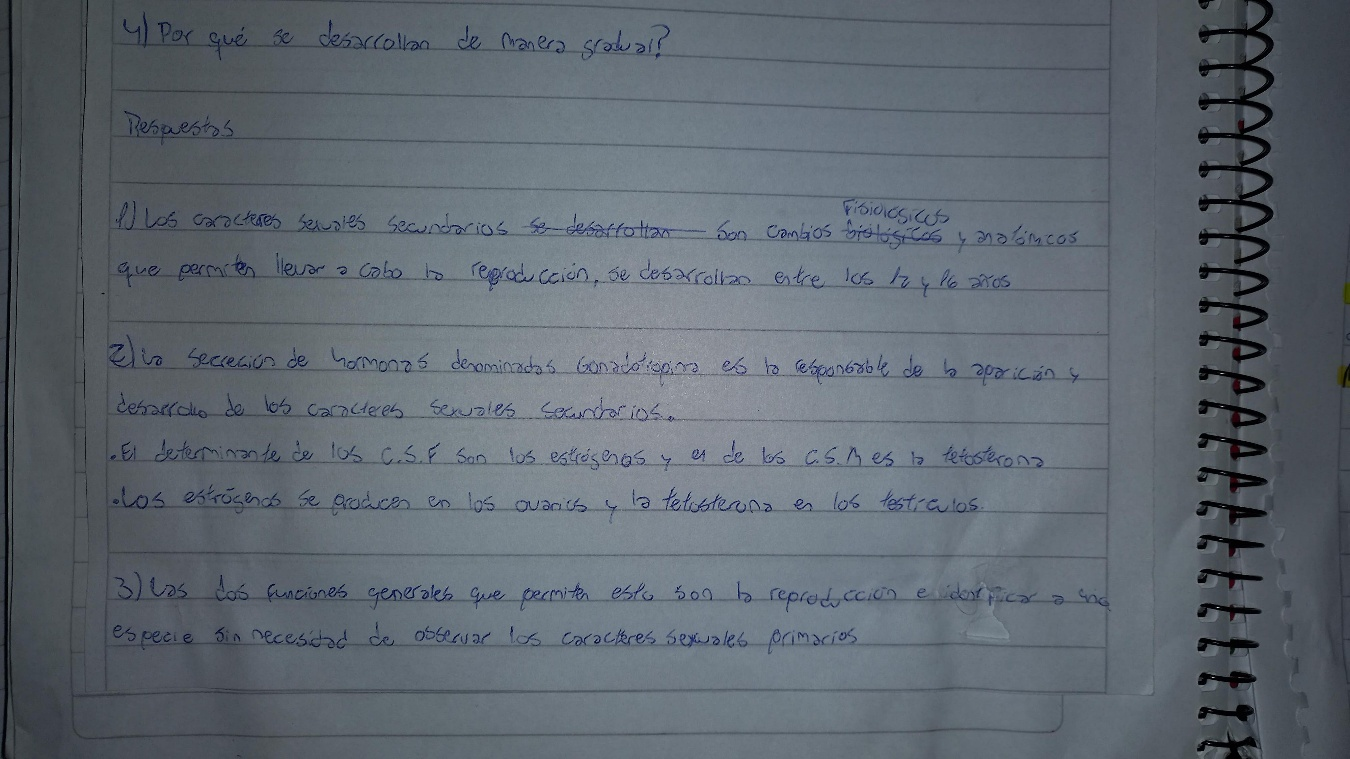 4) Por qué se desarrollan de manera gradual?
Respuestas
1) Los caracteres sexuales secundarios se desarrollan son cambios biológicos fisiológicos y anatómicos
que permiten llevar a cabo la reproducción, se desarrollan entre los 12 y 16 años
2) La secreción de hormonas denominadas Gonadotropina es la responsable de la aparición y
desarrollo de los caracteres sexuales secundarios.
.El determinante de los C.S.F son los estrógenos y el de los C.S.M es la tetosterona
.Los estrógenos se producen en los ovarios y la tetosterona en los testículos.
3) Las dos funciones generales que permiten esto son la reproducción e identificar a una
especie sin necesidad de observar los caracteres sexuales primarios